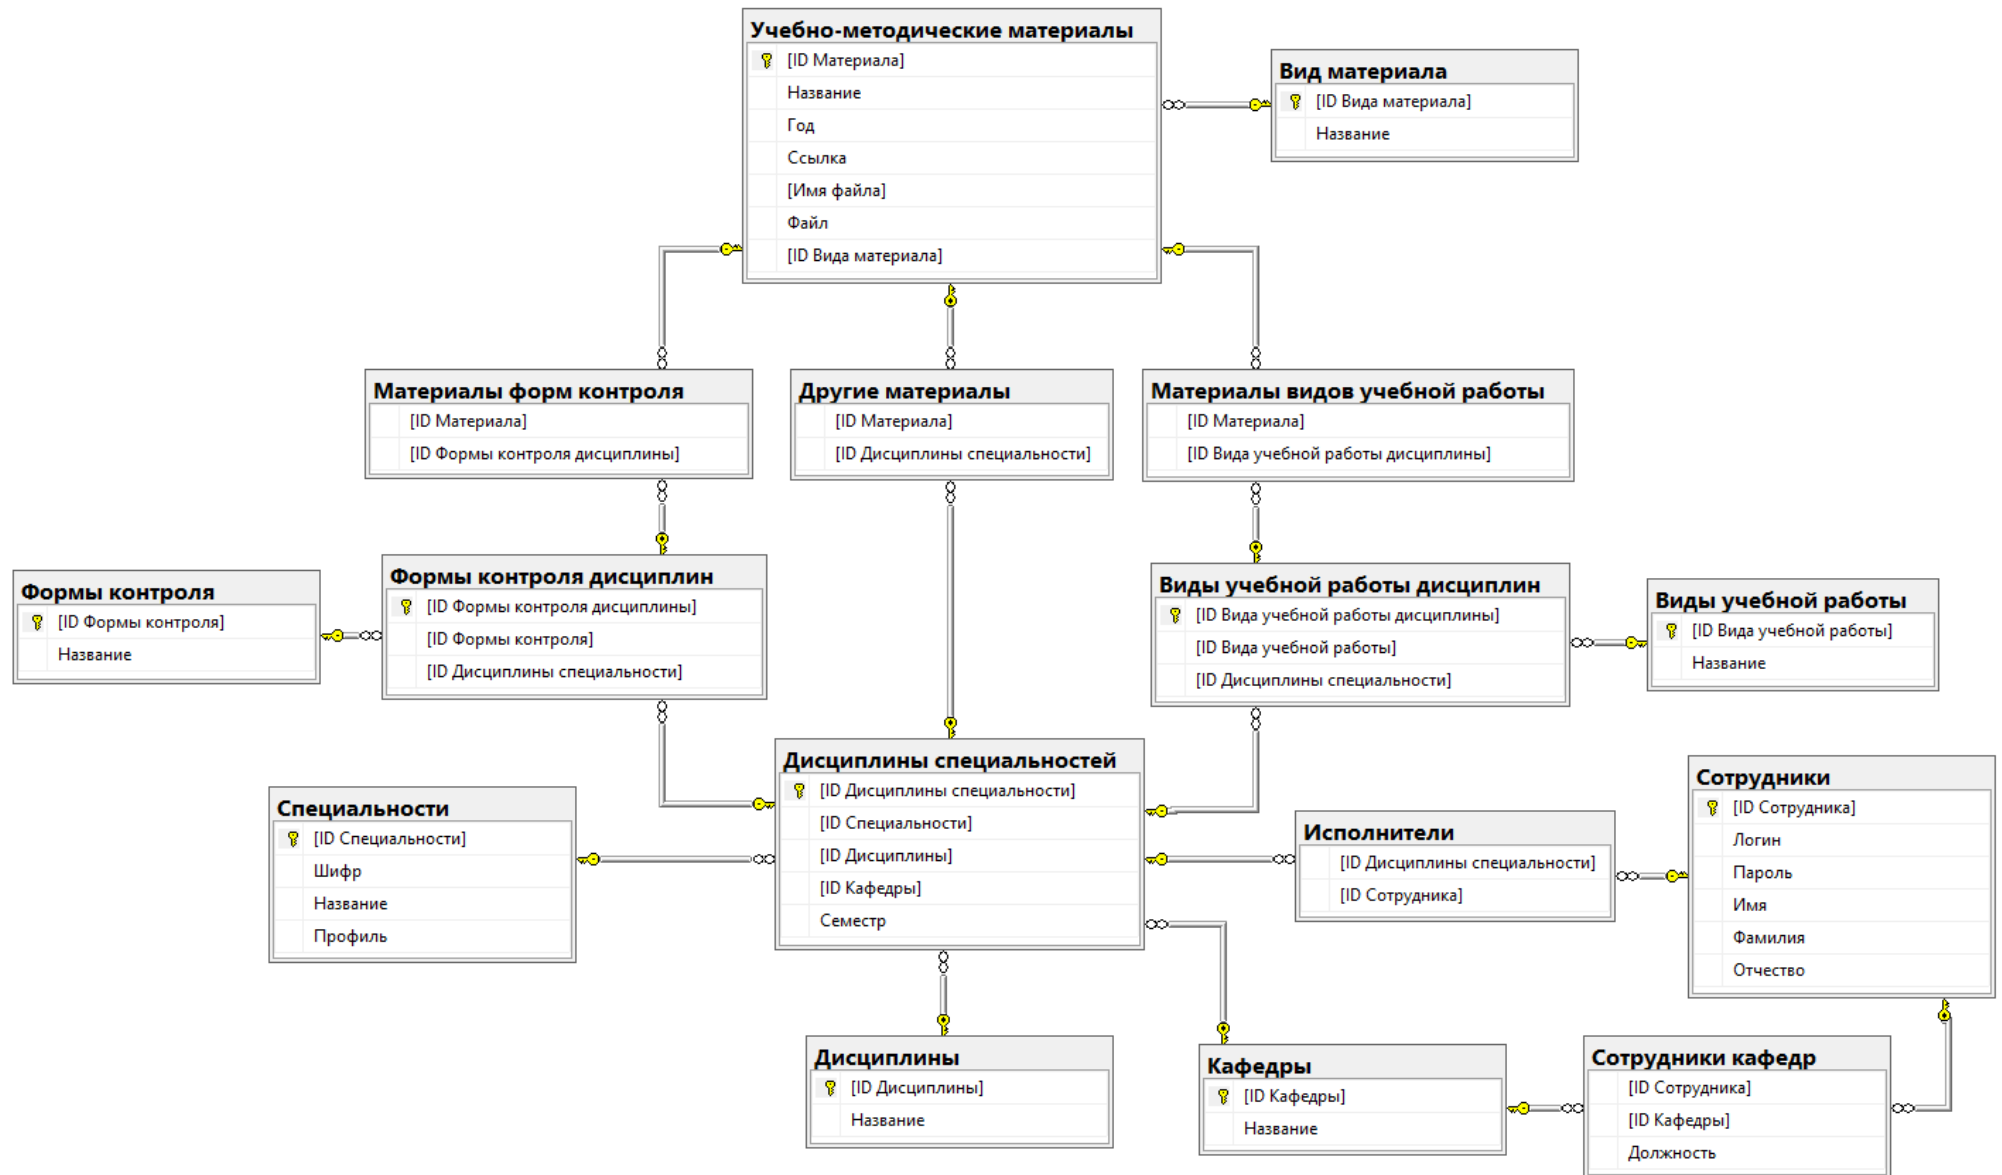 Учебно-методические материалы
[ID Материала]
Название
Год
Ссылка
[Имя файла]
Файл
[ID Вида материала]
Вид материала
[ID Вида материала]
Название
Материалы форм контроля
[ID Материала]
[ID Формы контроля дисциплины]
Другие материалы
[ID Материала]
[ID Дисциплины специальности]
Материалы видов учебной работы
[ID Материала]
[ID Вида учебной работы дисциплины]
Формы контроля
[ID Формы контроля]
Название
Формы контроля дисциплин
[ID Формы контроля дисциплины]
[ID Формы контроля]
[ID Дисциплины специальности]
Виды учебной работы дисциплин
[ID Вида учебной работы дисциплины]
[ID Вида учебной работы]
[ID Дисциплины специальности]
Виды учебной работы
[ID Вида учебной работы]
Название
Специальности
[ID Специальности]
Шифр
Название
Профиль
Дисциплины специальностей
[ID Дисциплины специальности]
[ID Специальности]
[ID Дисциплины]
[ID Кафедры]
Семестр
Исполнители
[ID Дисциплины специальности]
[ID Сотрудника]
Сотрудники
[ID Сотрудника]
Логин
Пароль
Имя
Фамилия
Отчество
Дисциплины
[ID Дисциплины]
Название
Кафедры
[ID Кафедры]
Название
Сотрудники кафедр
[ID Сотрудника]
[ID Кафедры]
Должность